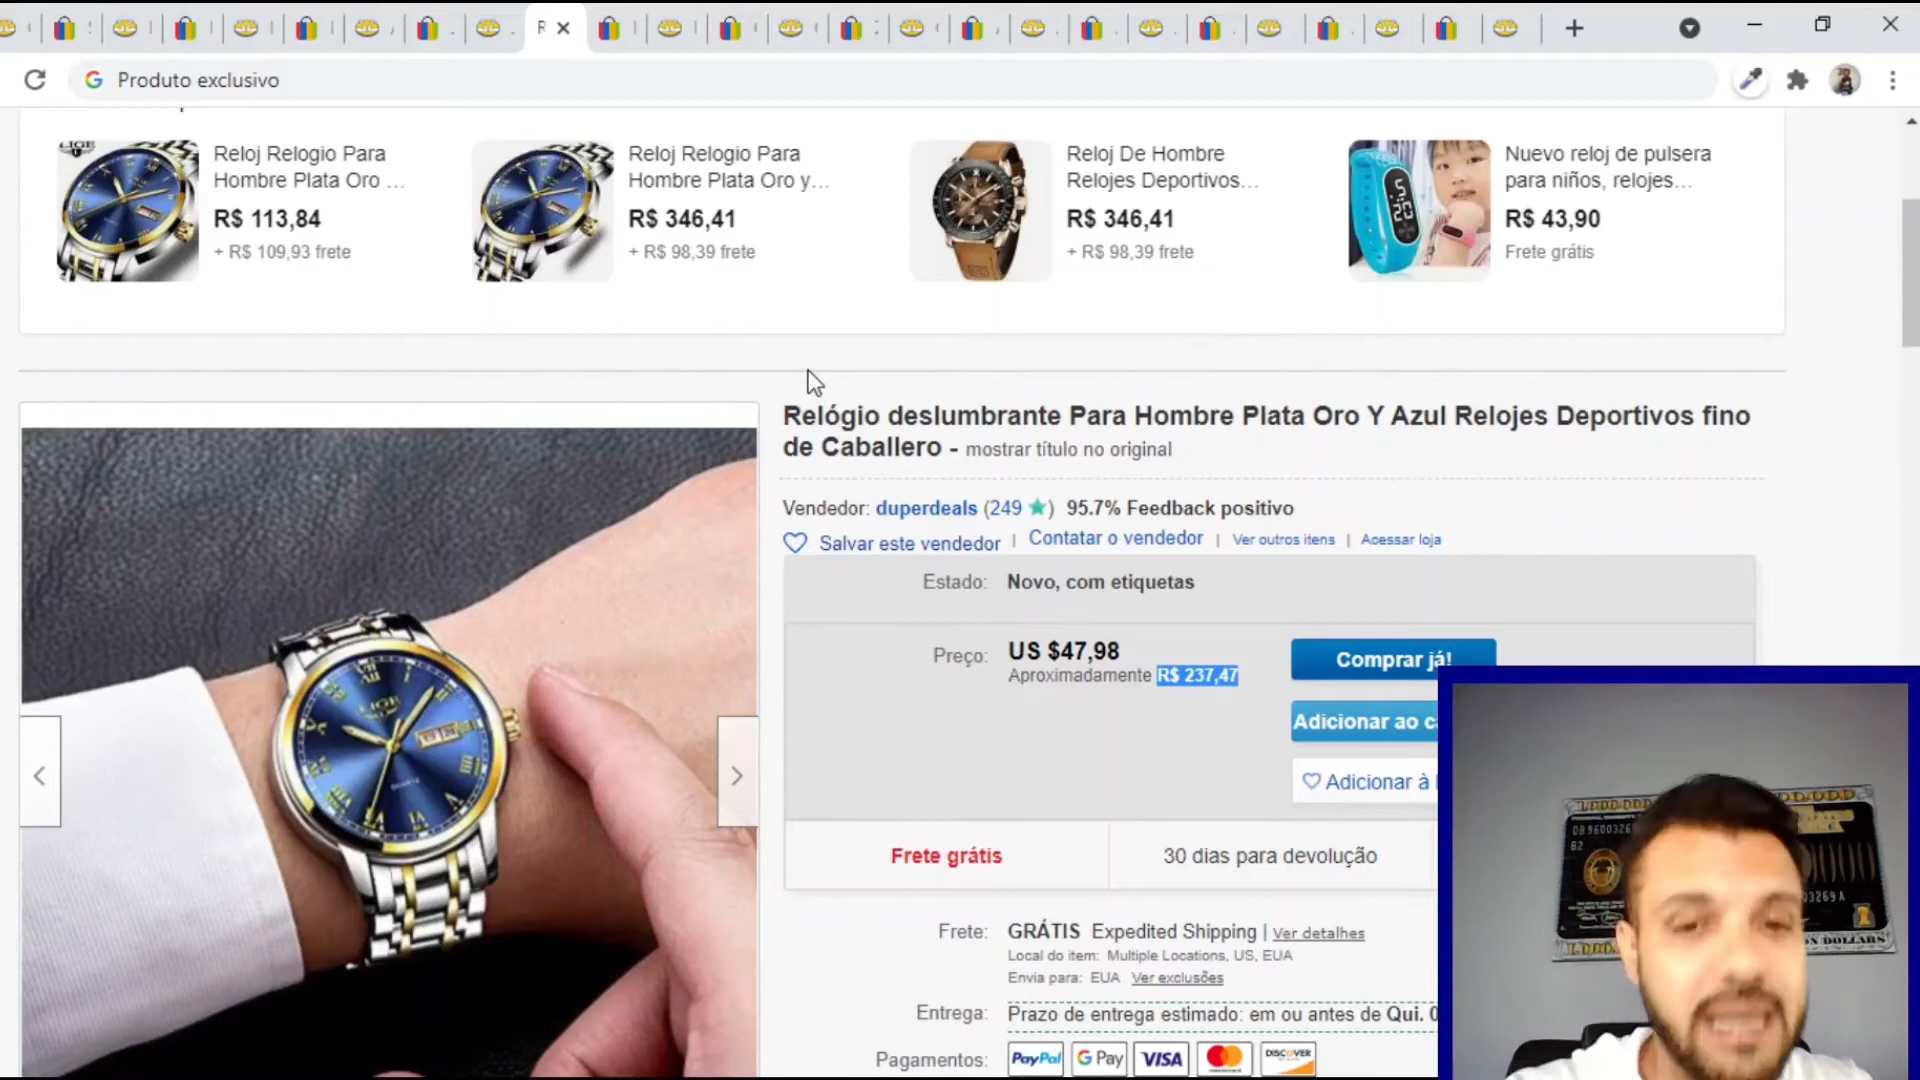 Produto exclusivo
LIGE
Reloj Relogio Para
Hombre Plata Oro ...
R$ 113,84
+ R$ 109,93 frete
Reloj Relogio Para
Hombre Plata Oro y...
R$ 346,41
+ R$ 98,39 frete
Reloj De Hombre
Relojes Deportivos...
R$ 346,41
+ R$ 98,39 frete
Nuevo reloj de pulsera
para niños, relojes...
R$ 43,90
Frete grátis
Relógio deslumbrante Para Hombre Plata Oro Y Azul Relojes Deportivos fino
de Caballero - mostrar título no original
Vendedor: duperdeals (249 ★) 95.7% Feedback positivo
Salvar este vendedor | Contatar o vendedor | Ver outros itens | Acessar loja
Estado: Novo, com etiquetas
Preço: US $47,98
Aproximadamente R$ 237,47
Comprar já!
Adicionar ao ca
Adicionar à l
Frete grátis
30 dias para devolução
Frete: GRÁTIS Expedited Shipping | Ver detalhes
Local do item: Multiple Locations, US, EUA
Envia para: EUA Ver exclusões
Entrega: Prazo de entrega estimado: em ou antes de Qui. 0
Pagamentos: PayPal G Pay VISA mastercard DISCOVER
LIGE
QUARTZ